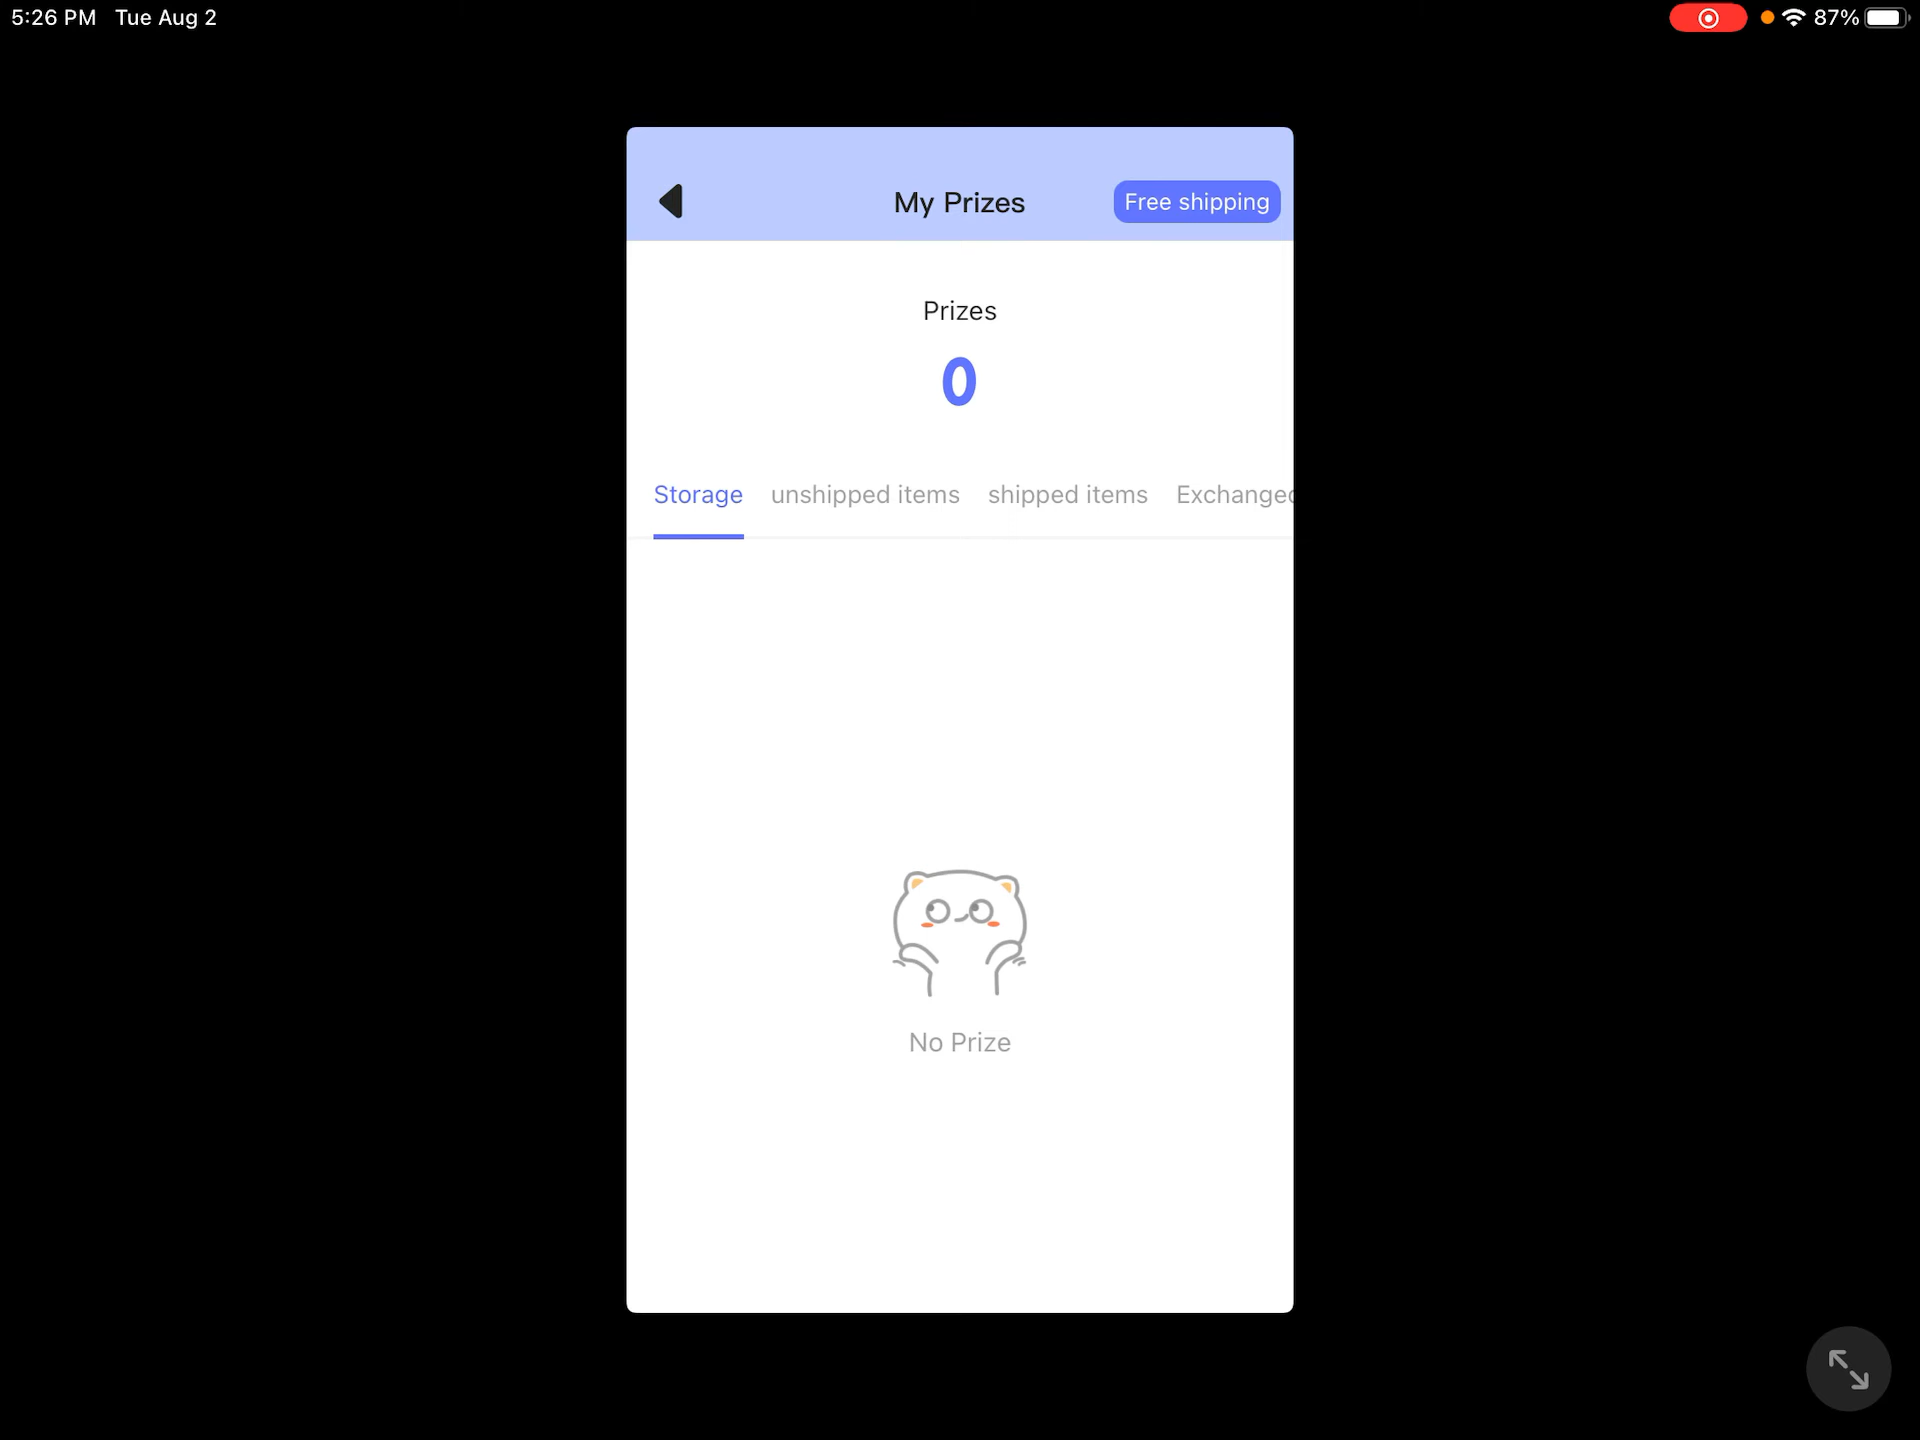 5:26 PM Tue Aug 2
87%
My Prizes
Free shipping
Prizes
0
Storage unshipped items shipped items Exchanged
No Prize